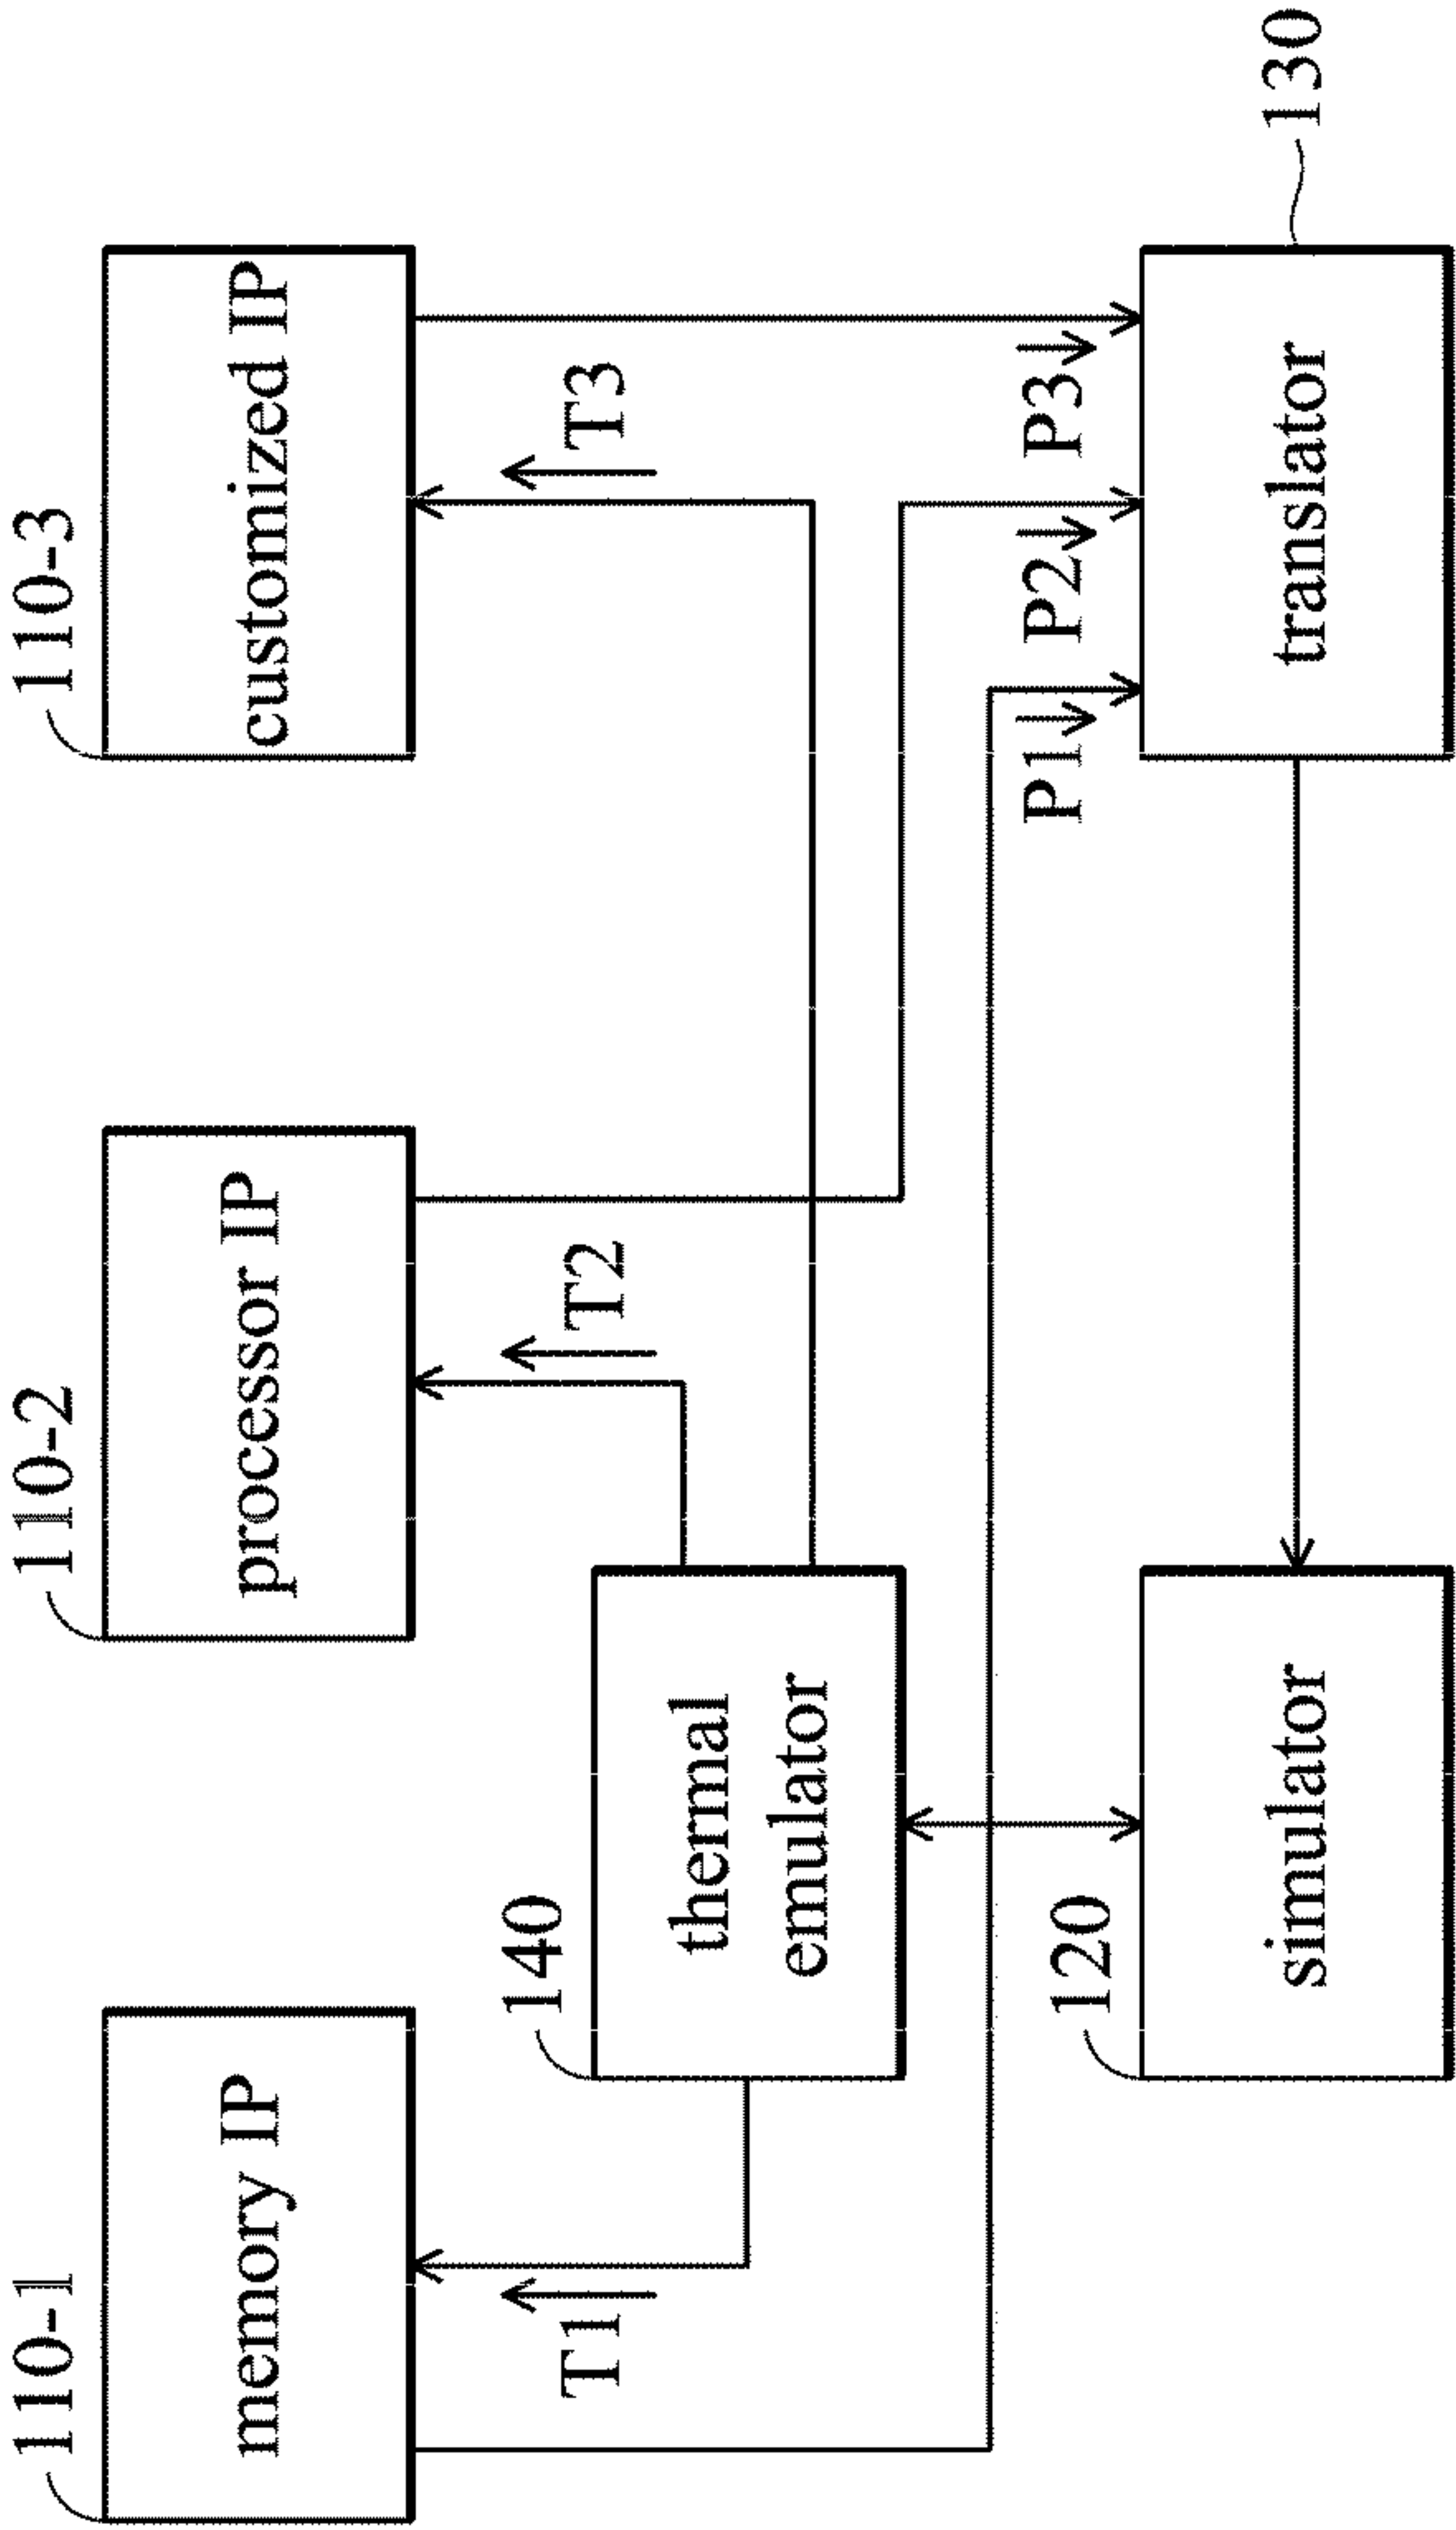 110-1
110-2
110-3
memory IP
processor IP
customized IP
T1
T2
T3
140
thermal
emulator
P1
P2
P3
120
simulator
translator
130